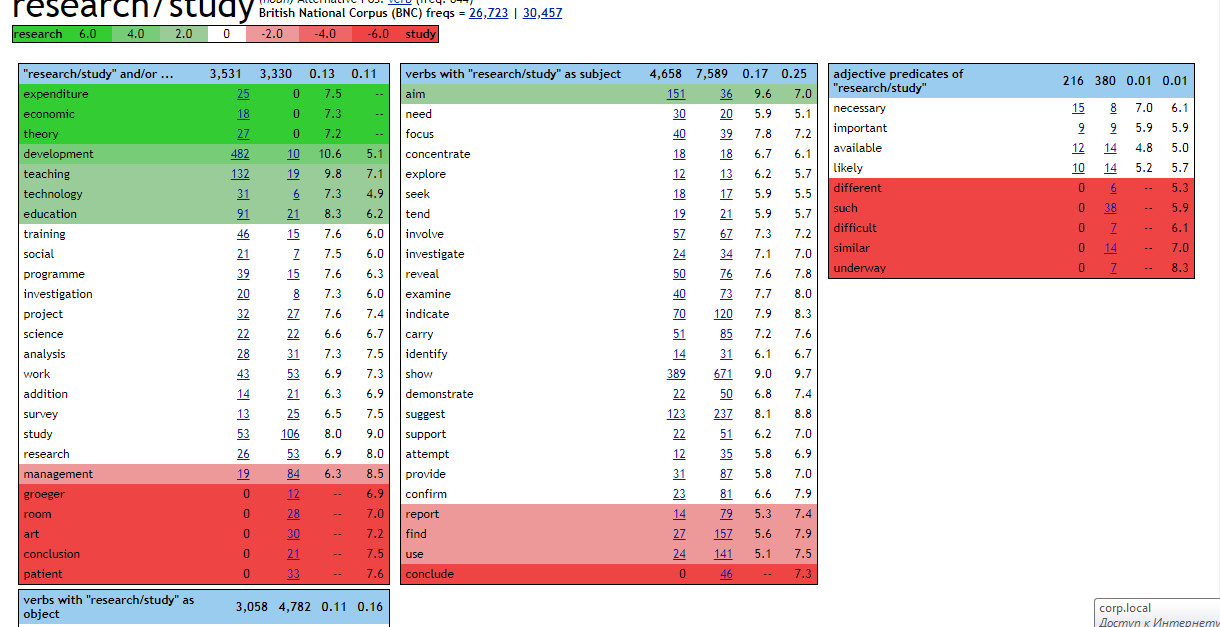 research/study
(noun) Alternative PoS: verb (freq: 644)
British National Corpus (BNC) freqs = 26,723 | 30,457
research 6.0 4.0 2.0 0 -2.0 -4.0 -6.0 study
"research/study" and/or ... 3,531 3,330 0.13 0.11
expenditure 25 0 7.5 --
economic 18 0 7.3 --
theory 27 0 7.2 --
development 482 10 10.6 5.1
teaching 132 19 9.8 7.1
technology 31 6 7.3 4.9
education 91 21 8.3 6.2
training 46 15 7.6 6.0
social 21 7 7.5 6.0
programme 39 15 7.6 6.3
investigation 20 8 7.3 6.0
project 32 27 7.6 7.4
science 22 22 6.6 6.7
analysis 28 31 7.3 7.5
work 43 53 6.9 7.3
addition 14 21 6.3 6.9
survey 13 25 6.5 7.5
study 53 106 8.0 9.0
research 26 53 6.9 8.0
management 19 84 6.3 8.5
groeger 0 12 -- 6.9
room 0 28 -- 7.0
art 0 30 -- 7.2
conclusion 0 21 -- 7.5
patient 0 33 -- 7.6
verbs with "research/study" as
object 3,058 4,782 0.11 0.16
verbs with "research/study" as subject 4,658 7,589 0.17 0.25
aim 151 36 9.6 7.0
need 30 20 5.9 5.1
focus 40 39 7.8 7.2
concentrate 18 18 6.7 6.1
explore 12 13 6.2 5.7
seek 18 17 5.9 5.5
tend 19 21 5.9 5.7
involve 57 67 7.3 7.2
investigate 24 34 7.1 7.0
reveal 50 76 7.6 7.8
examine 40 73 7.7 8.0
indicate 70 120 7.9 8.3
carry 51 85 7.2 7.6
identify 14 31 6.1 6.7
show 389 671 9.0 9.7
demonstrate 22 50 6.8 7.4
suggest 123 237 8.1 8.8
support 22 51 6.2 7.0
attempt 12 35 5.8 6.9
provide 31 87 5.8 7.0
confirm 23 81 6.6 7.9
report 14 79 5.3 7.4
find 27 157 5.6 7.9
use 24 141 5.1 7.5
conclude 0 46 -- 7.3
adjective predicates of
"research/study" 216 380 0.01 0.01
necessary 15 8 7.0 6.1
important 9 9 5.9 5.9
available 12 14 4.8 5.0
likely 10 14 5.2 5.7
different 0 6 -- 5.3
such 0 38 -- 5.9
difficult 0 7 -- 6.1
similar 0 14 -- 7.0
underway 0 7 -- 8.3
corp.local
Доступ к Интернету